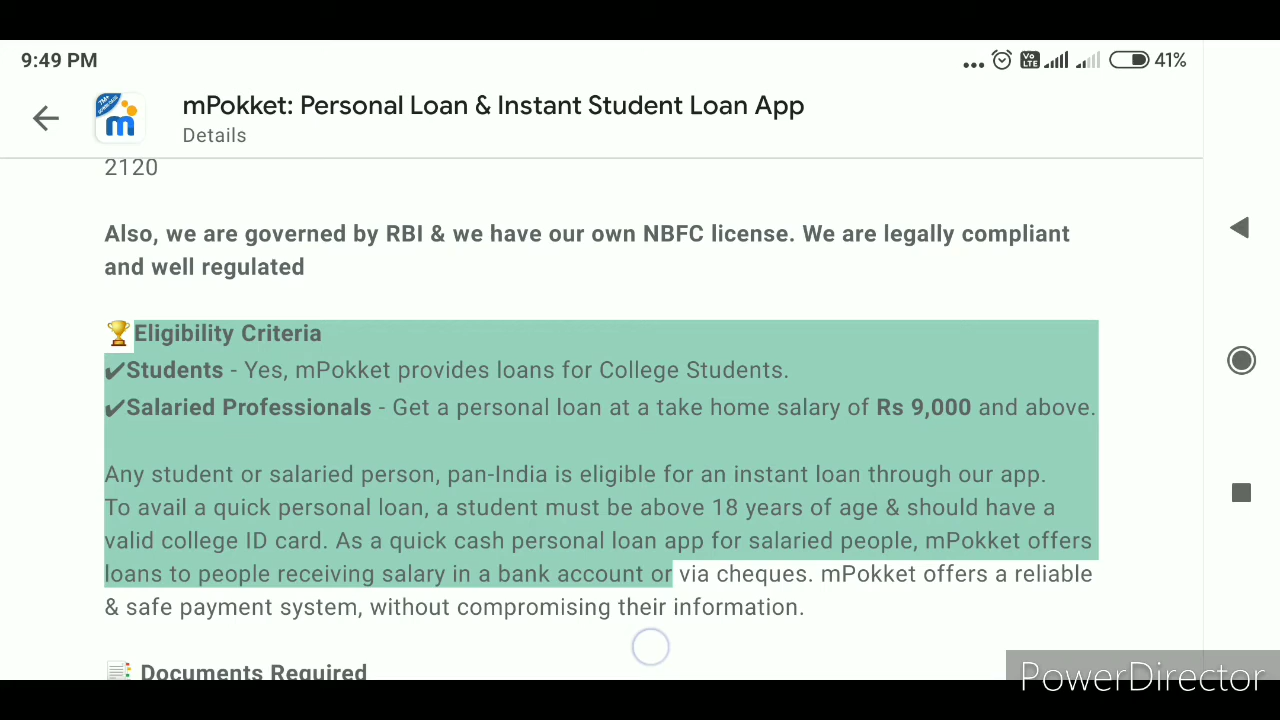 9:49 PM
Vo LTE
41%
mPokket: Personal Loan & Instant Student Loan App
Details
2120
Also, we are governed by RBI & we have our own NBFC license. We are legally compliant
and well regulated
🏆Eligibility Criteria
✔Students - Yes, mPokket provides loans for College Students.
✔Salaried Professionals - Get a personal loan at a take home salary of Rs 9,000 and above.
Any student or salaried person, pan-India is eligible for an instant loan through our app.
To avail a quick personal loan, a student must be above 18 years of age & should have a
valid college ID card. As a quick cash personal loan app for salaried people, mPokket offers
loans to people receiving salary in a bank account or via cheques. mPokket offers a reliable
& safe payment system, without compromising their information.
📑 Documents Required
PowerDirector